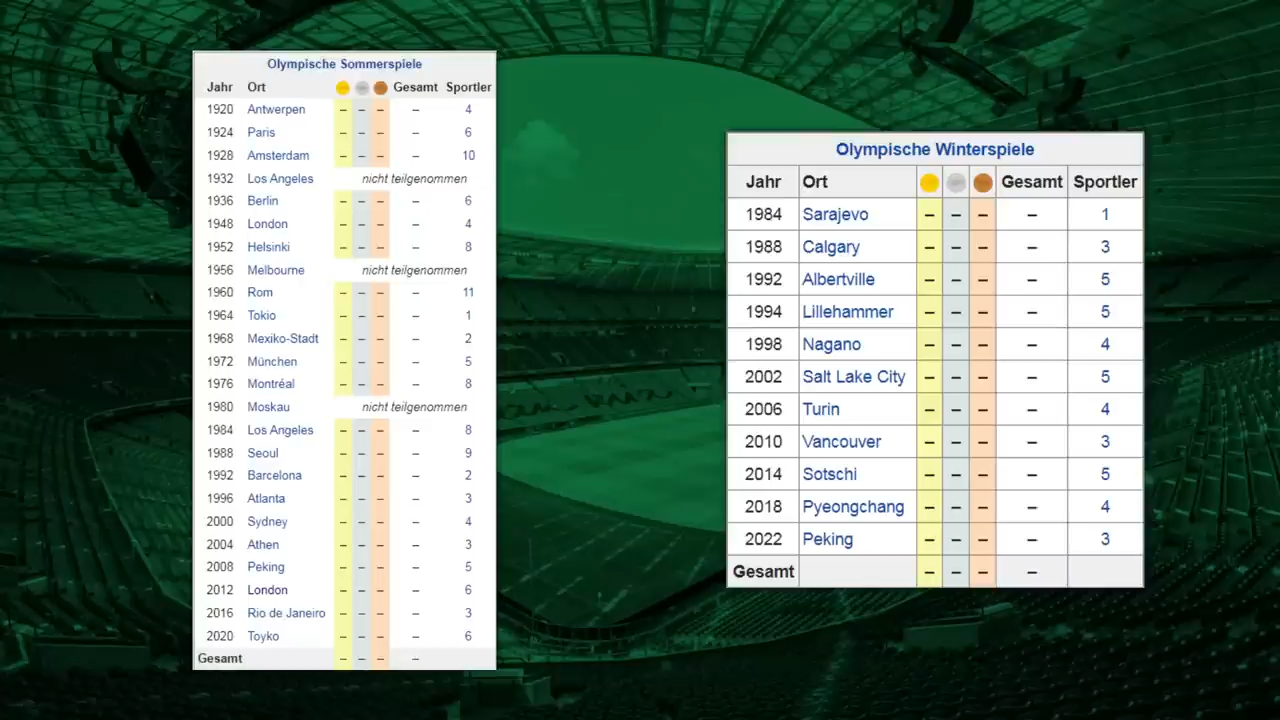 Olympische Sommerspiele
Jahr Ort Gesamt Sportler
1920 Antwerpen – – – – 4
1924 Paris – – – – 6
1928 Amsterdam – – – – 10
1932 Los Angeles nicht teilgenommen
1936 Berlin – – – – 6
1948 London – – – – 4
1952 Helsinki – – – – 8
1956 Melbourne nicht teilgenommen
1960 Rom – – – – 11
1964 Tokio – – – – 1
1968 Mexiko-Stadt – – – – 2
1972 München – – – – 5
1976 Montréal – – – – 8
1980 Moskau nicht teilgenommen
1984 Los Angeles – – – – 8
1988 Seoul – – – – 9
1992 Barcelona – – – – 2
1996 Atlanta – – – – 3
2000 Sydney – – – – 4
2004 Athen – – – – 3
2008 Peking – – – – 5
2012 London – – – – 6
2016 Rio de Janeiro – – – – 3
2020 Toyko – – – – 6
Gesamt – – – –
Olympische Winterspiele
Jahr Ort Gesamt Sportler
1984 Sarajevo – – – – 1
1988 Calgary – – – – 3
1992 Albertville – – – – 5
1994 Lillehammer – – – – 5
1998 Nagano – – – – 4
2002 Salt Lake City – – – – 5
2006 Turin – – – – 4
2010 Vancouver – – – – 3
2014 Sotschi – – – – 5
2018 Pyeongchang – – – – 4
2022 Peking – – – – 3
Gesamt – – – –